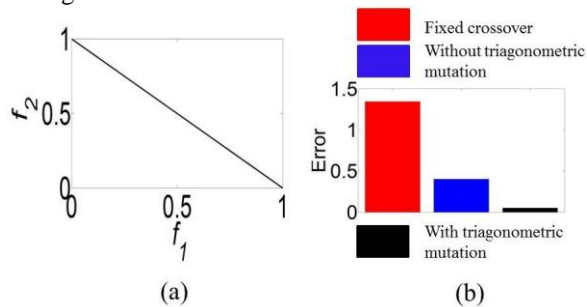 1
0.5
0
f2
0
0.5
1
f1
(a)
Fixed crossover
Without triagonometric
mutation
1.5
1
0.5
0
Error
With triagonometric
mutation
(b)